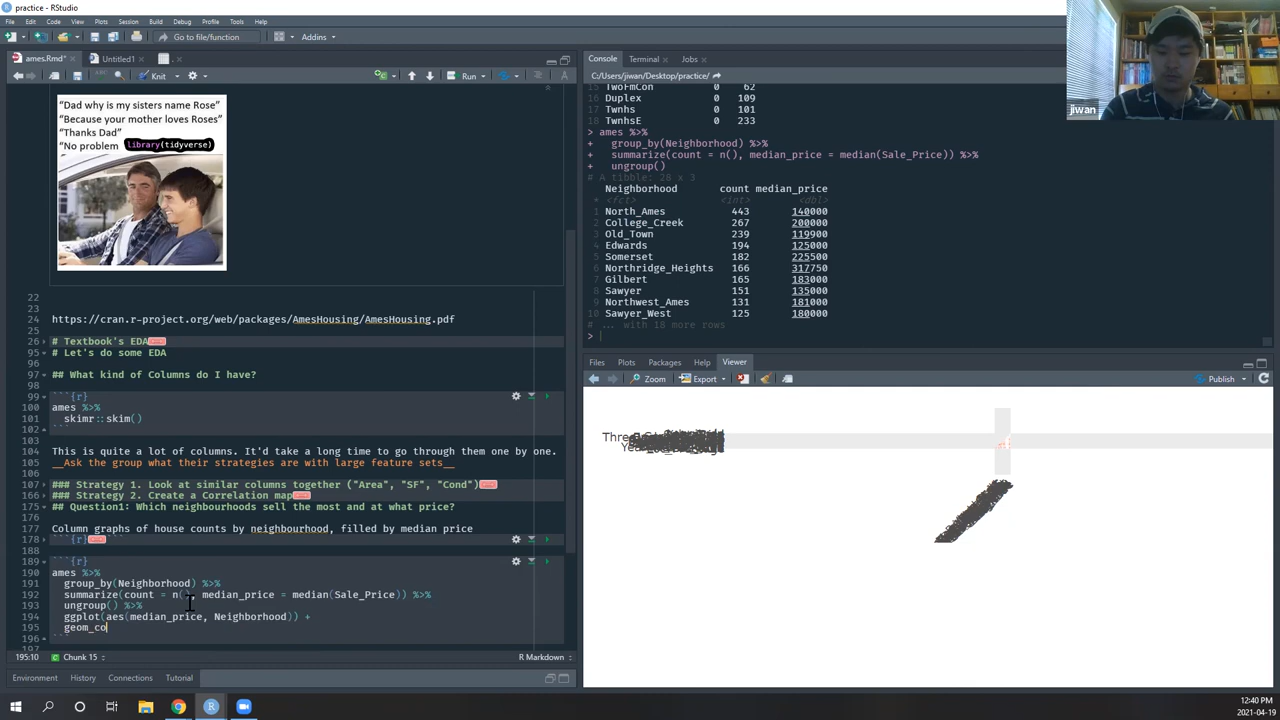 practice - RStudio
File Edit Code View Plots Session Build Debug Profile Tools Help
Go to file/function
Addins
ames.Rmd*
Untitled1
Knit
Run
"Dad why is my sisters name Rose"
"Because your mother loves Roses"
"Thanks Dad"
"No problem library(tidyverse)
22
23
24 https://cran.r-project.org/web/packages/AmesHousing/AmesHousing.pdf
25
26 # Textbook's EDA
95 # Let's do some EDA
96
97 ## What kind of Columns do I have?
98
99 ```{r}
100 ames %>%
101 skimr::skim()
102 ```
103
104 This is quite a lot of columns. It'd take a long time to go through them one by one.
105 __Ask the group what their strategies are with large feature sets__
106
107 ### Strategy 1. Look at similar columns together ("Area", "SF", "Cond")
166 ### Strategy 2. Create a Correlation map
175 ## Question1: Which neighbourhoods sell the most and at what price?
176
177 Column graphs of house counts by neighbourhood, filled by median price
178 ```{r} ```
188
189 ```{r}
190 ames %>%
191 group_by(Neighborhood) %>%
192 summarize(count = n(), median_price = median(Sale_Price)) %>%
193 ungroup() %>%
194 ggplot(aes(median_price, Neighborhood)) +
195 geom_co
196 ```
197
195:10 Chunk 15 R Markdown
Environment History Connections Tutorial
Console Terminal Jobs
C:/Users/jiwan/Desktop/practice/
15 TwoFmCon 0 62
16 Duplex 0 109
17 Twnhs 0 101
18 TwnhsE 0 233
> ames %>%
+ group_by(Neighborhood) %>%
+ summarize(count = n(), median_price = median(Sale_Price)) %>%
+ ungroup()
# A tibble: 28 x 3
Neighborhood count median_price
* <fct> <int> <dbl>
1 North_Ames 443 140000
2 College_Creek 267 200000
3 Old_Town 239 119900
4 Edwards 194 125000
5 Somerset 182 225500
6 Northridge_Heights 166 317750
7 Gilbert 165 183000
8 Sawyer 151 135000
9 Northwest_Ames 131 181000
10 Sawyer_West 125 180000
# ... with 18 more rows
>
Files Plots Packages Help Viewer
Zoom Export Publish
jiwan
12:40 PM
2021-04-19